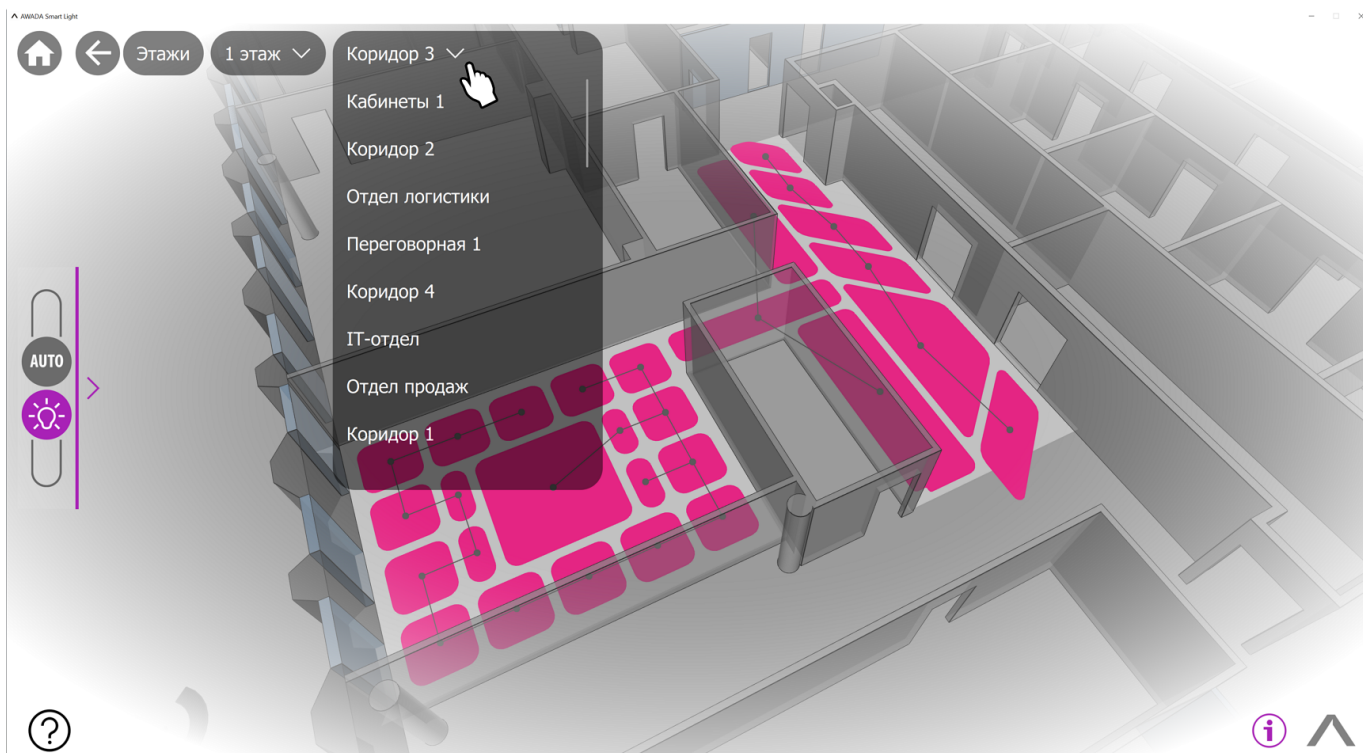 AWADA Smart Light
Этажи
1 этаж
Коридор 3
Кабинеты 1
Коридор 2
Отдел логистики
Переговорная 1
Коридор 4
IT-отдел
Отдел продаж
Коридор 1
AUTO
?
i